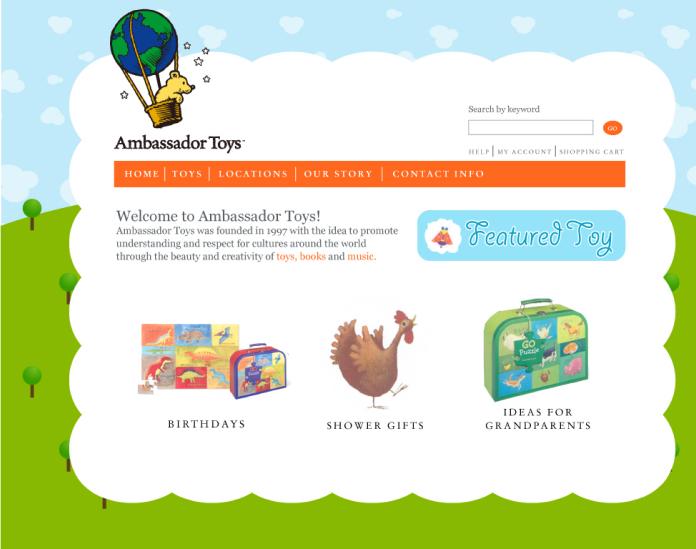 Ambassador Toys™
Search by keyword
GO
HELP | MY ACCOUNT | SHOPPING CART
HOME | TOYS | LOCATIONS | OUR STORY | CONTACT INFO
Welcome to Ambassador Toys!
Ambassador Toys was founded in 1997 with the idea to promote
understanding and respect for cultures around the world
through the beauty and creativity of toys, books and music.
Featured Toy
GO
Puzzle
BIRTHDAYS
SHOWER GIFTS
IDEAS FOR
GRANDPARENTS